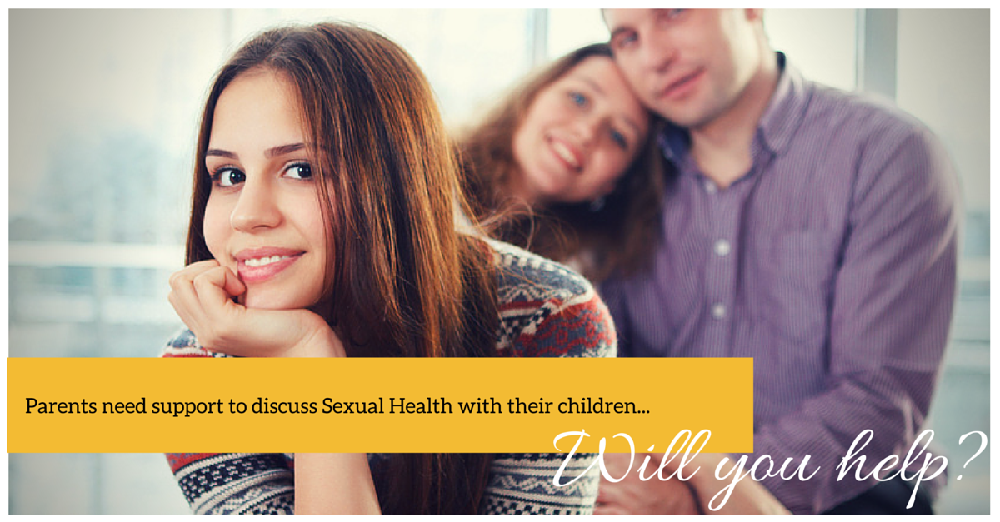 Parents need support to discuss Sexual Health with their children...
Will you help?